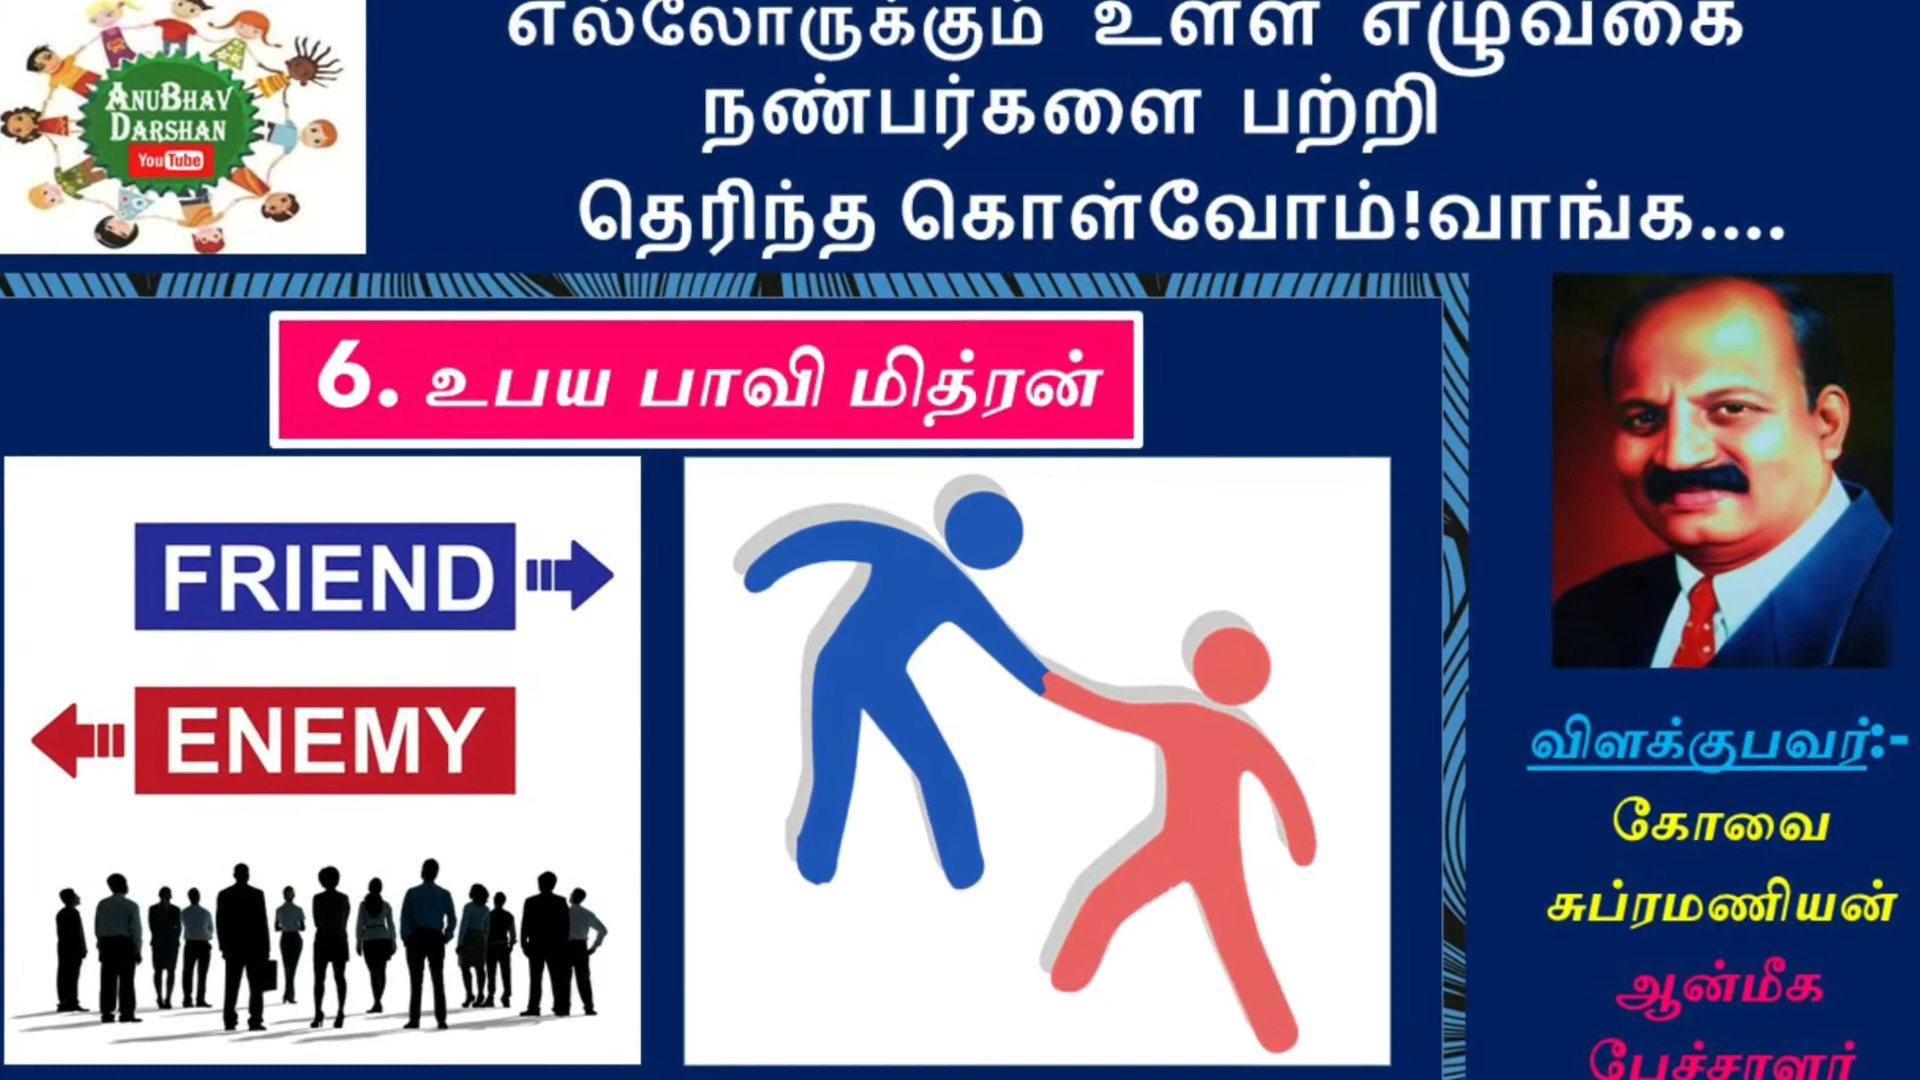 எல்லோருக்கும் உள்ள எழுவகை
நண்பர்களை பற்றி
தெரிந்த கொள்வோம்!வாங்க....
ANUBHAV
DARSHAN
YouTube
6. உபய பாவி மித்ரன்
FRIEND
ENEMY
விளக்குபவர்:-
கோவை
சுப்ரமணியன்
ஆன்மீக
பேச்சாளர்